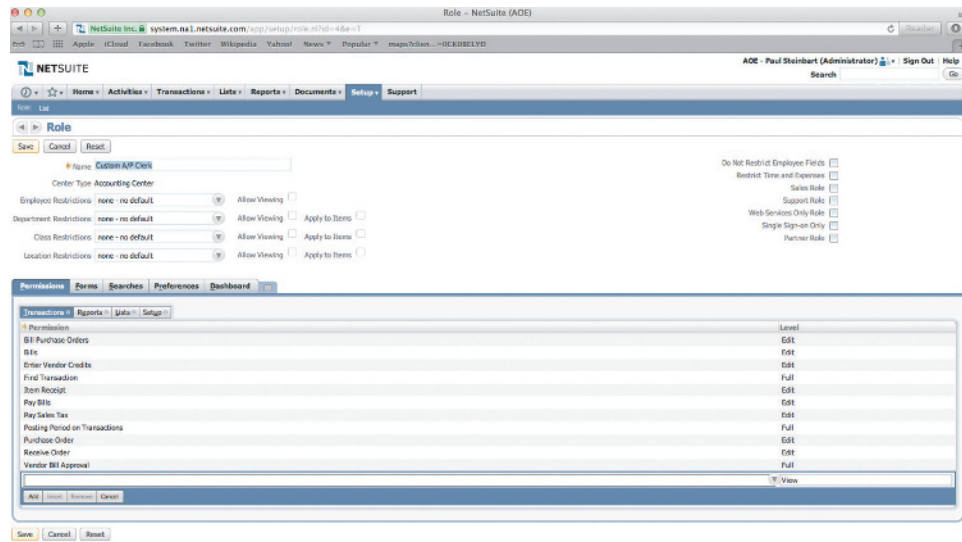 Role – NetSuite (AOE)
NetSuite Inc. system.na1.netsuite.com/app/setup/role.nl?id=4&e=T
Reader
Apple iCloud Facebook Twitter Wikipedia Yahoo! News Popular
NETSUITE
AOE - Paul Steinbart (Administrator) Sign Out Help
Search Go
Home Activities Transactions Lists Reports Documents Setup Support
Role List
Role
Save Cancel Reset
Name Custom A/P Clerk
Center Type Accounting Center
Employee Restrictions none - no default Allow Viewing
Department Restrictions none - no default Allow Viewing Apply to Items
Class Restrictions none - no default Allow Viewing Apply to Items
Location Restrictions none - no default Allow Viewing Apply to Items
Do Not Restrict Employee Fields
Restrict Time and Expenses
Sales Role
Support Role
Web Services Only Role
Single Sign-on Only
Partner Role
Permissions Forms Searches Preferences Dashboard
Transactions Reports Lists Setup
Permission Level
Bill Purchase Orders Edit
Bills Edit
Enter Vendor Credits Edit
Find Transaction Full
Item Receipt Edit
Pay Bills Edit
Pay Sales Tax Edit
Posting Period on Transactions Full
Purchase Order Edit
Receive Order Edit
Vendor Bill Approval Full
View
Add Insert Remove Cancel
Save Cancel Reset